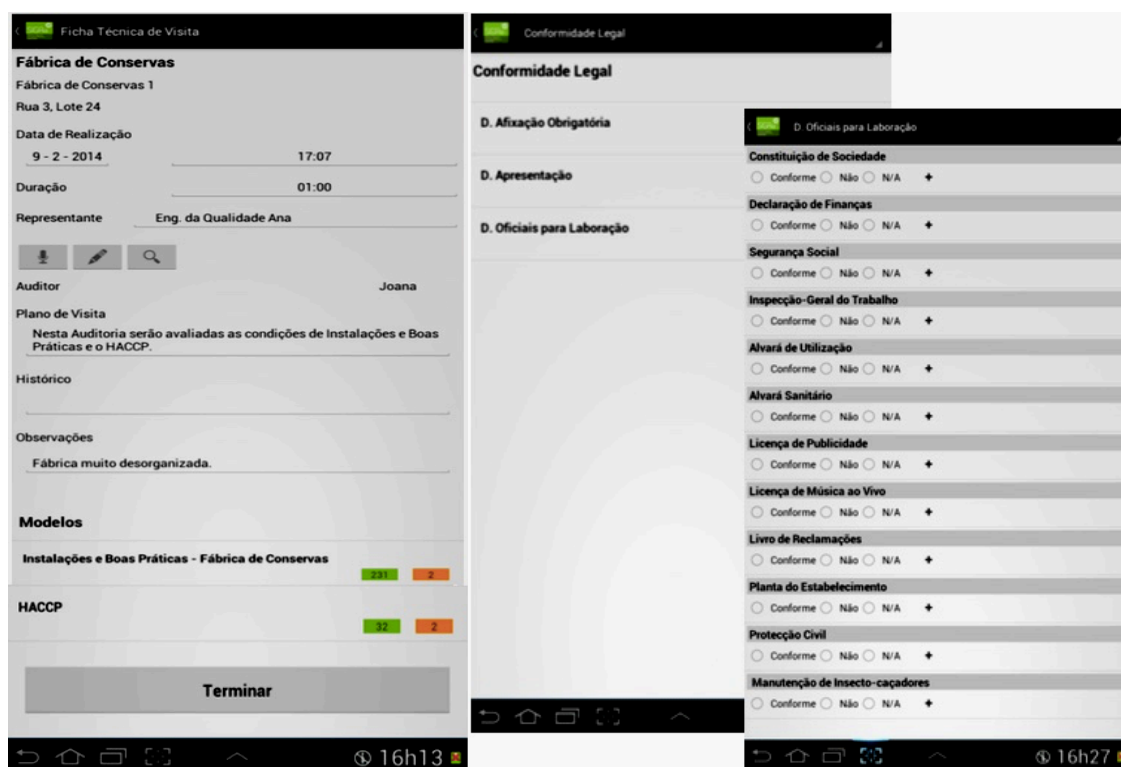 Ficha Técnica de Visita
Fábrica de Conservas
Fábrica de Conservas 1
Rua 3, Lote 24
Data de Realização
9 - 2 - 2014 17:07
Duração 01:00
Representante Eng. da Qualidade Ana
Auditor Joana
Plano de Visita
Nesta Auditoria serão avaliadas as condições de Instalações e Boas
Práticas e o HACCP.
Histórico
Observações
Fábrica muito desorganizada.
Modelos
Instalações e Boas Práticas - Fábrica de Conservas
231 2
HACCP
32 2
Terminar
16h13
Conformidade Legal
Conformidade Legal
D. Afixação Obrigatória
D. Apresentação
D. Oficiais para Laboração
D. Oficiais para Laboração
Constituição de Sociedade
Conforme Não N/A +
Declaração de Finanças
Conforme Não N/A +
Segurança Social
Conforme Não N/A +
Inspecção-Geral do Trabalho
Conforme Não N/A +
Alvará de Utilização
Conforme Não N/A +
Alvará Sanitário
Conforme Não N/A +
Licença de Publicidade
Conforme Não N/A +
Licença de Música ao Vivo
Conforme Não N/A +
Livro de Reclamações
Conforme Não N/A +
Planta do Estabelecimento
Conforme Não N/A +
Protecção Civil
Conforme Não N/A +
Manutenção de Insecto-caçadores
Conforme Não N/A +
16h27